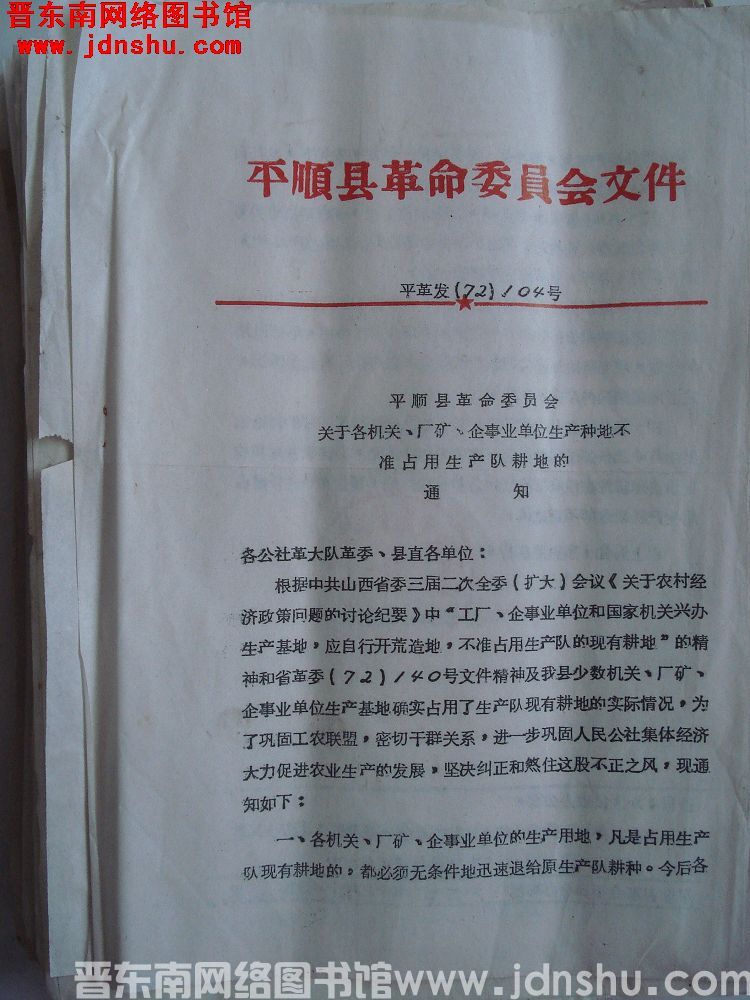 晋东南网络图书馆
www.jdnshu.com
平順县革命委員会文件
平革发(72)104号
平顺县革命委员会
关于各机关、厂矿、企事业单位生产种地不
准占用生产队耕地的
通知
各公社革大队革委、县直各单位：
根据中共山西省委三届二次全委（扩大）会议《关于农村经
济政策问题的讨论纪要》中“工厂、企事业单位和国家机关兴办
生产基地，应自行开荒造地，不准占用生产队的现有耕地”的精
神和省革委(72)140号文件精神及我县少数机关、厂矿、
企事业单位生产基地确实占用了生产队现有耕地的实际情况，为
了巩固工农联盟，密切干群关系，进一步巩固人民公社集体经济
大力促进农业生产的发展，坚决纠正和煞住这股不正之风，现通
知如下：
一、各机关、厂矿、企事业单位的生产用地，凡是占用生产
队现有耕地的，都必须无条件地迅速退给原生产队耕种。今后各
晋东南网络图书馆www.jdnshu.com